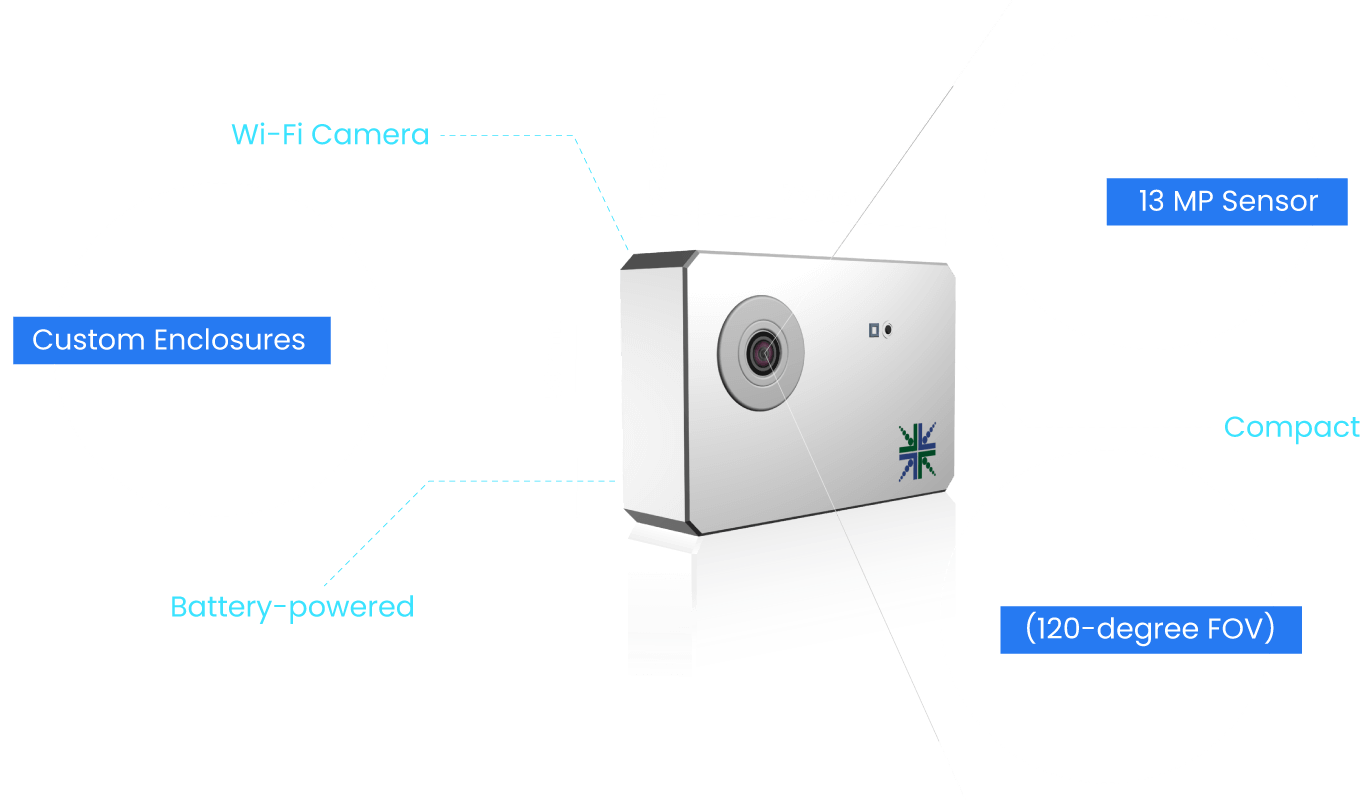 Wi-Fi Camera
13 MP Sensor
Custom Enclosures
Compact
Battery-powered
(120-degree FOV)